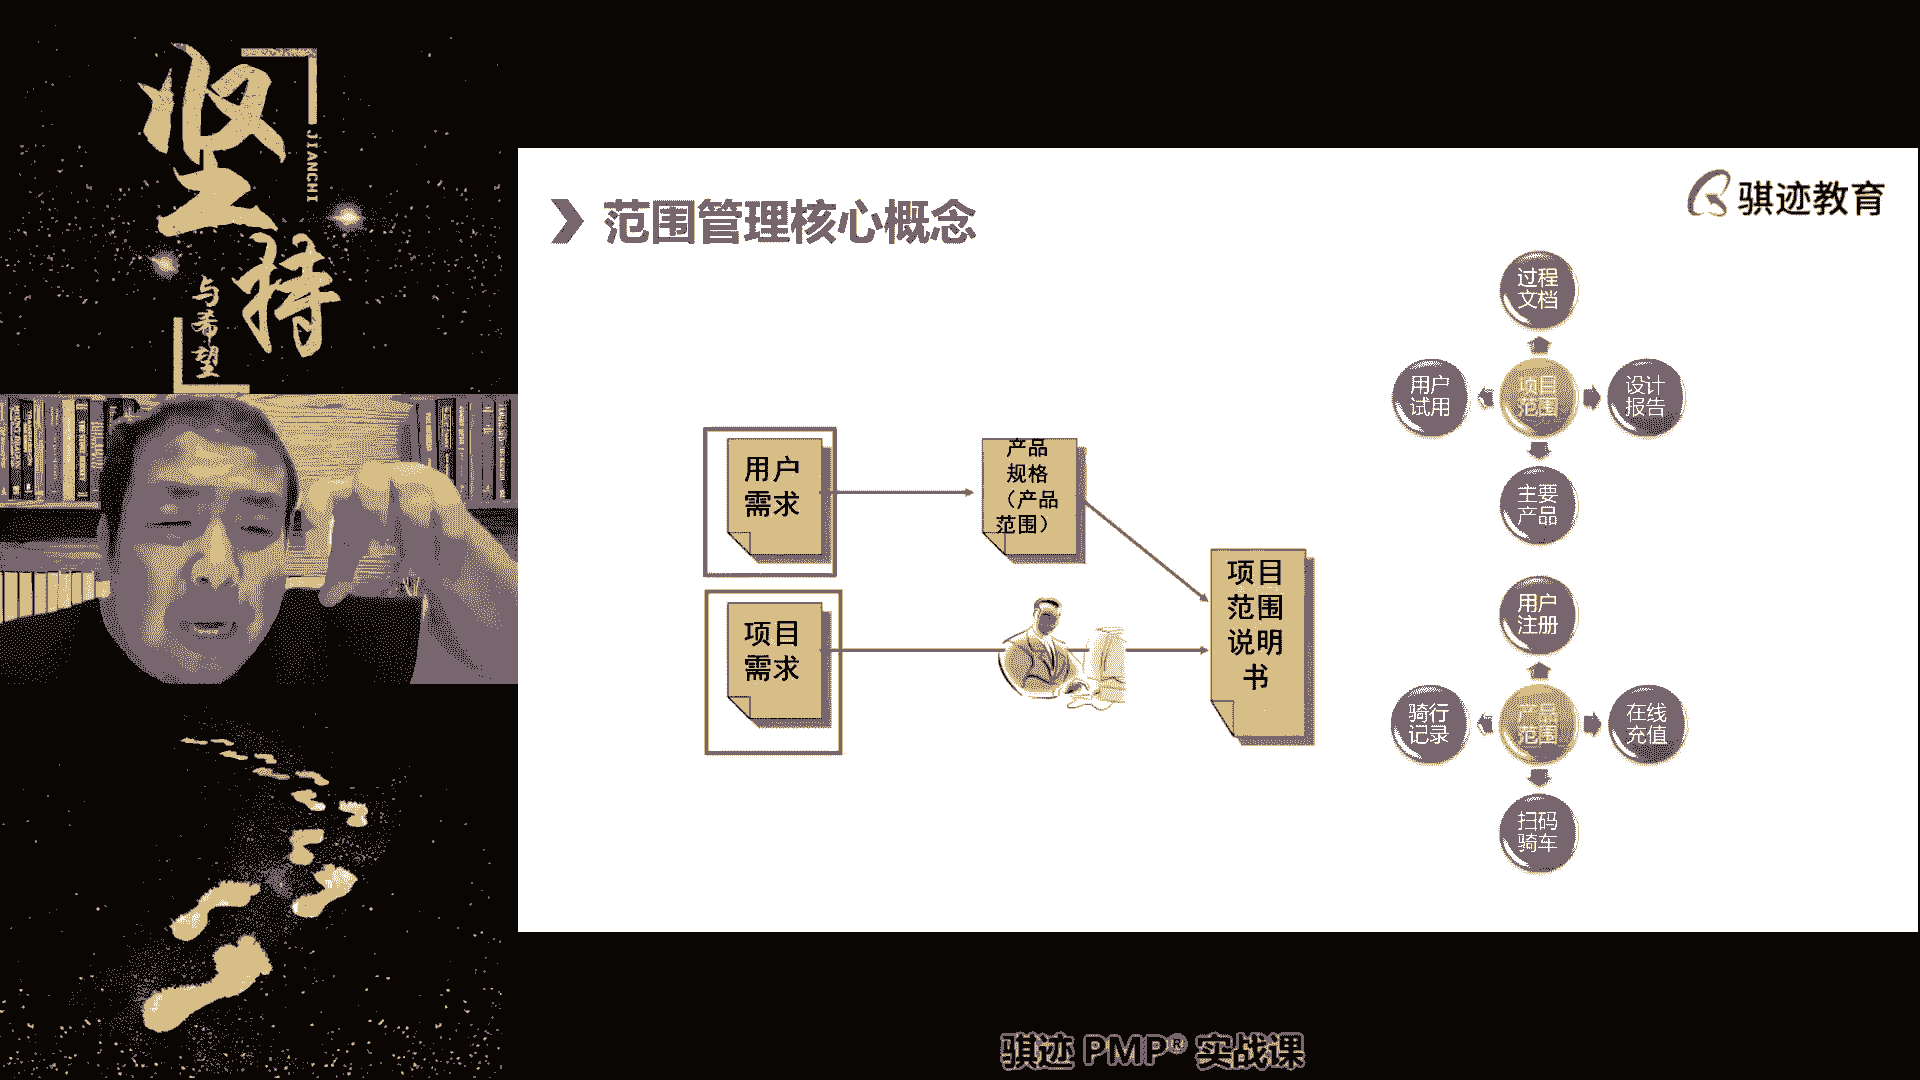 坚持
JIANCHI
与希望
范围管理核心概念
骐迹教育
用户
需求
产品
规格
（产品
范围）
项目
需求
项目
范围
说明
书
过程
文档
用户
试用
项目
范围
设计
报告
主要
产品
用户
注册
骑行
记录
产品
范围
在线
充值
扫码
骑车
骐迹 PMP® 实战课